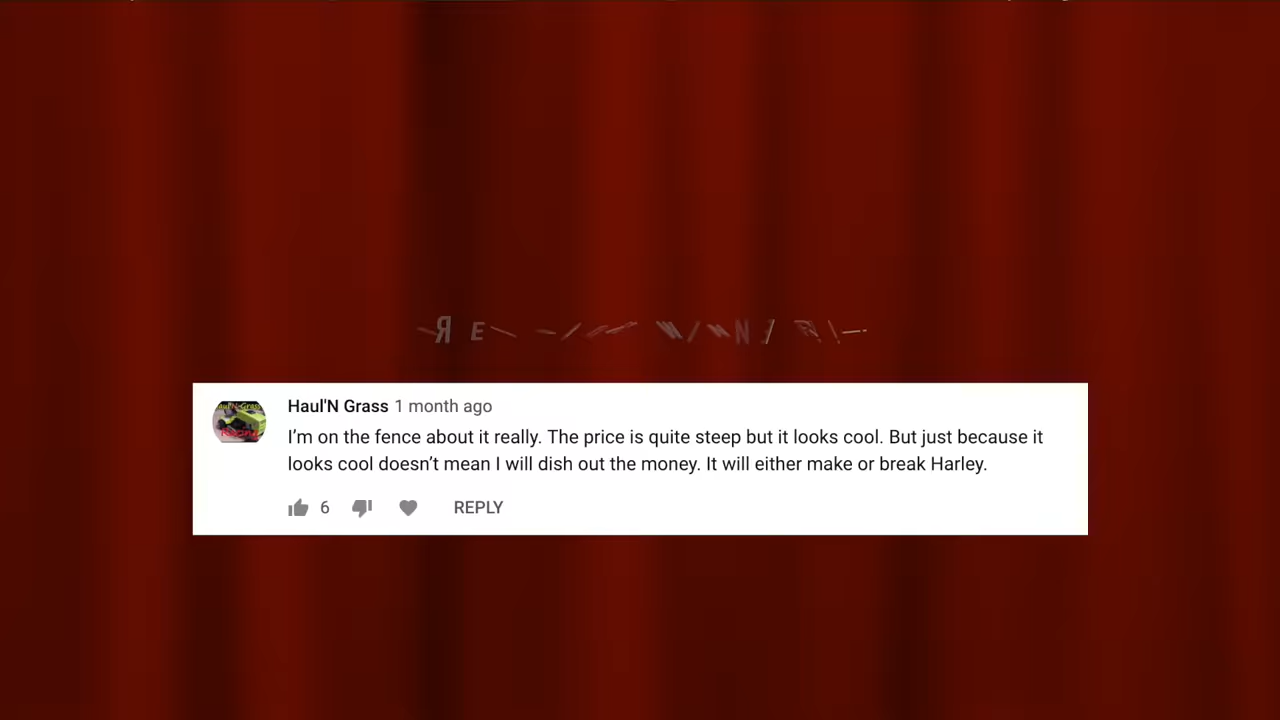 Haul'N Grass 1 month ago
I'm on the fence about it really. The price is quite steep but it looks cool. But just because it
looks cool doesn't mean I will dish out the money. It will either make or break Harley.
6 REPLY